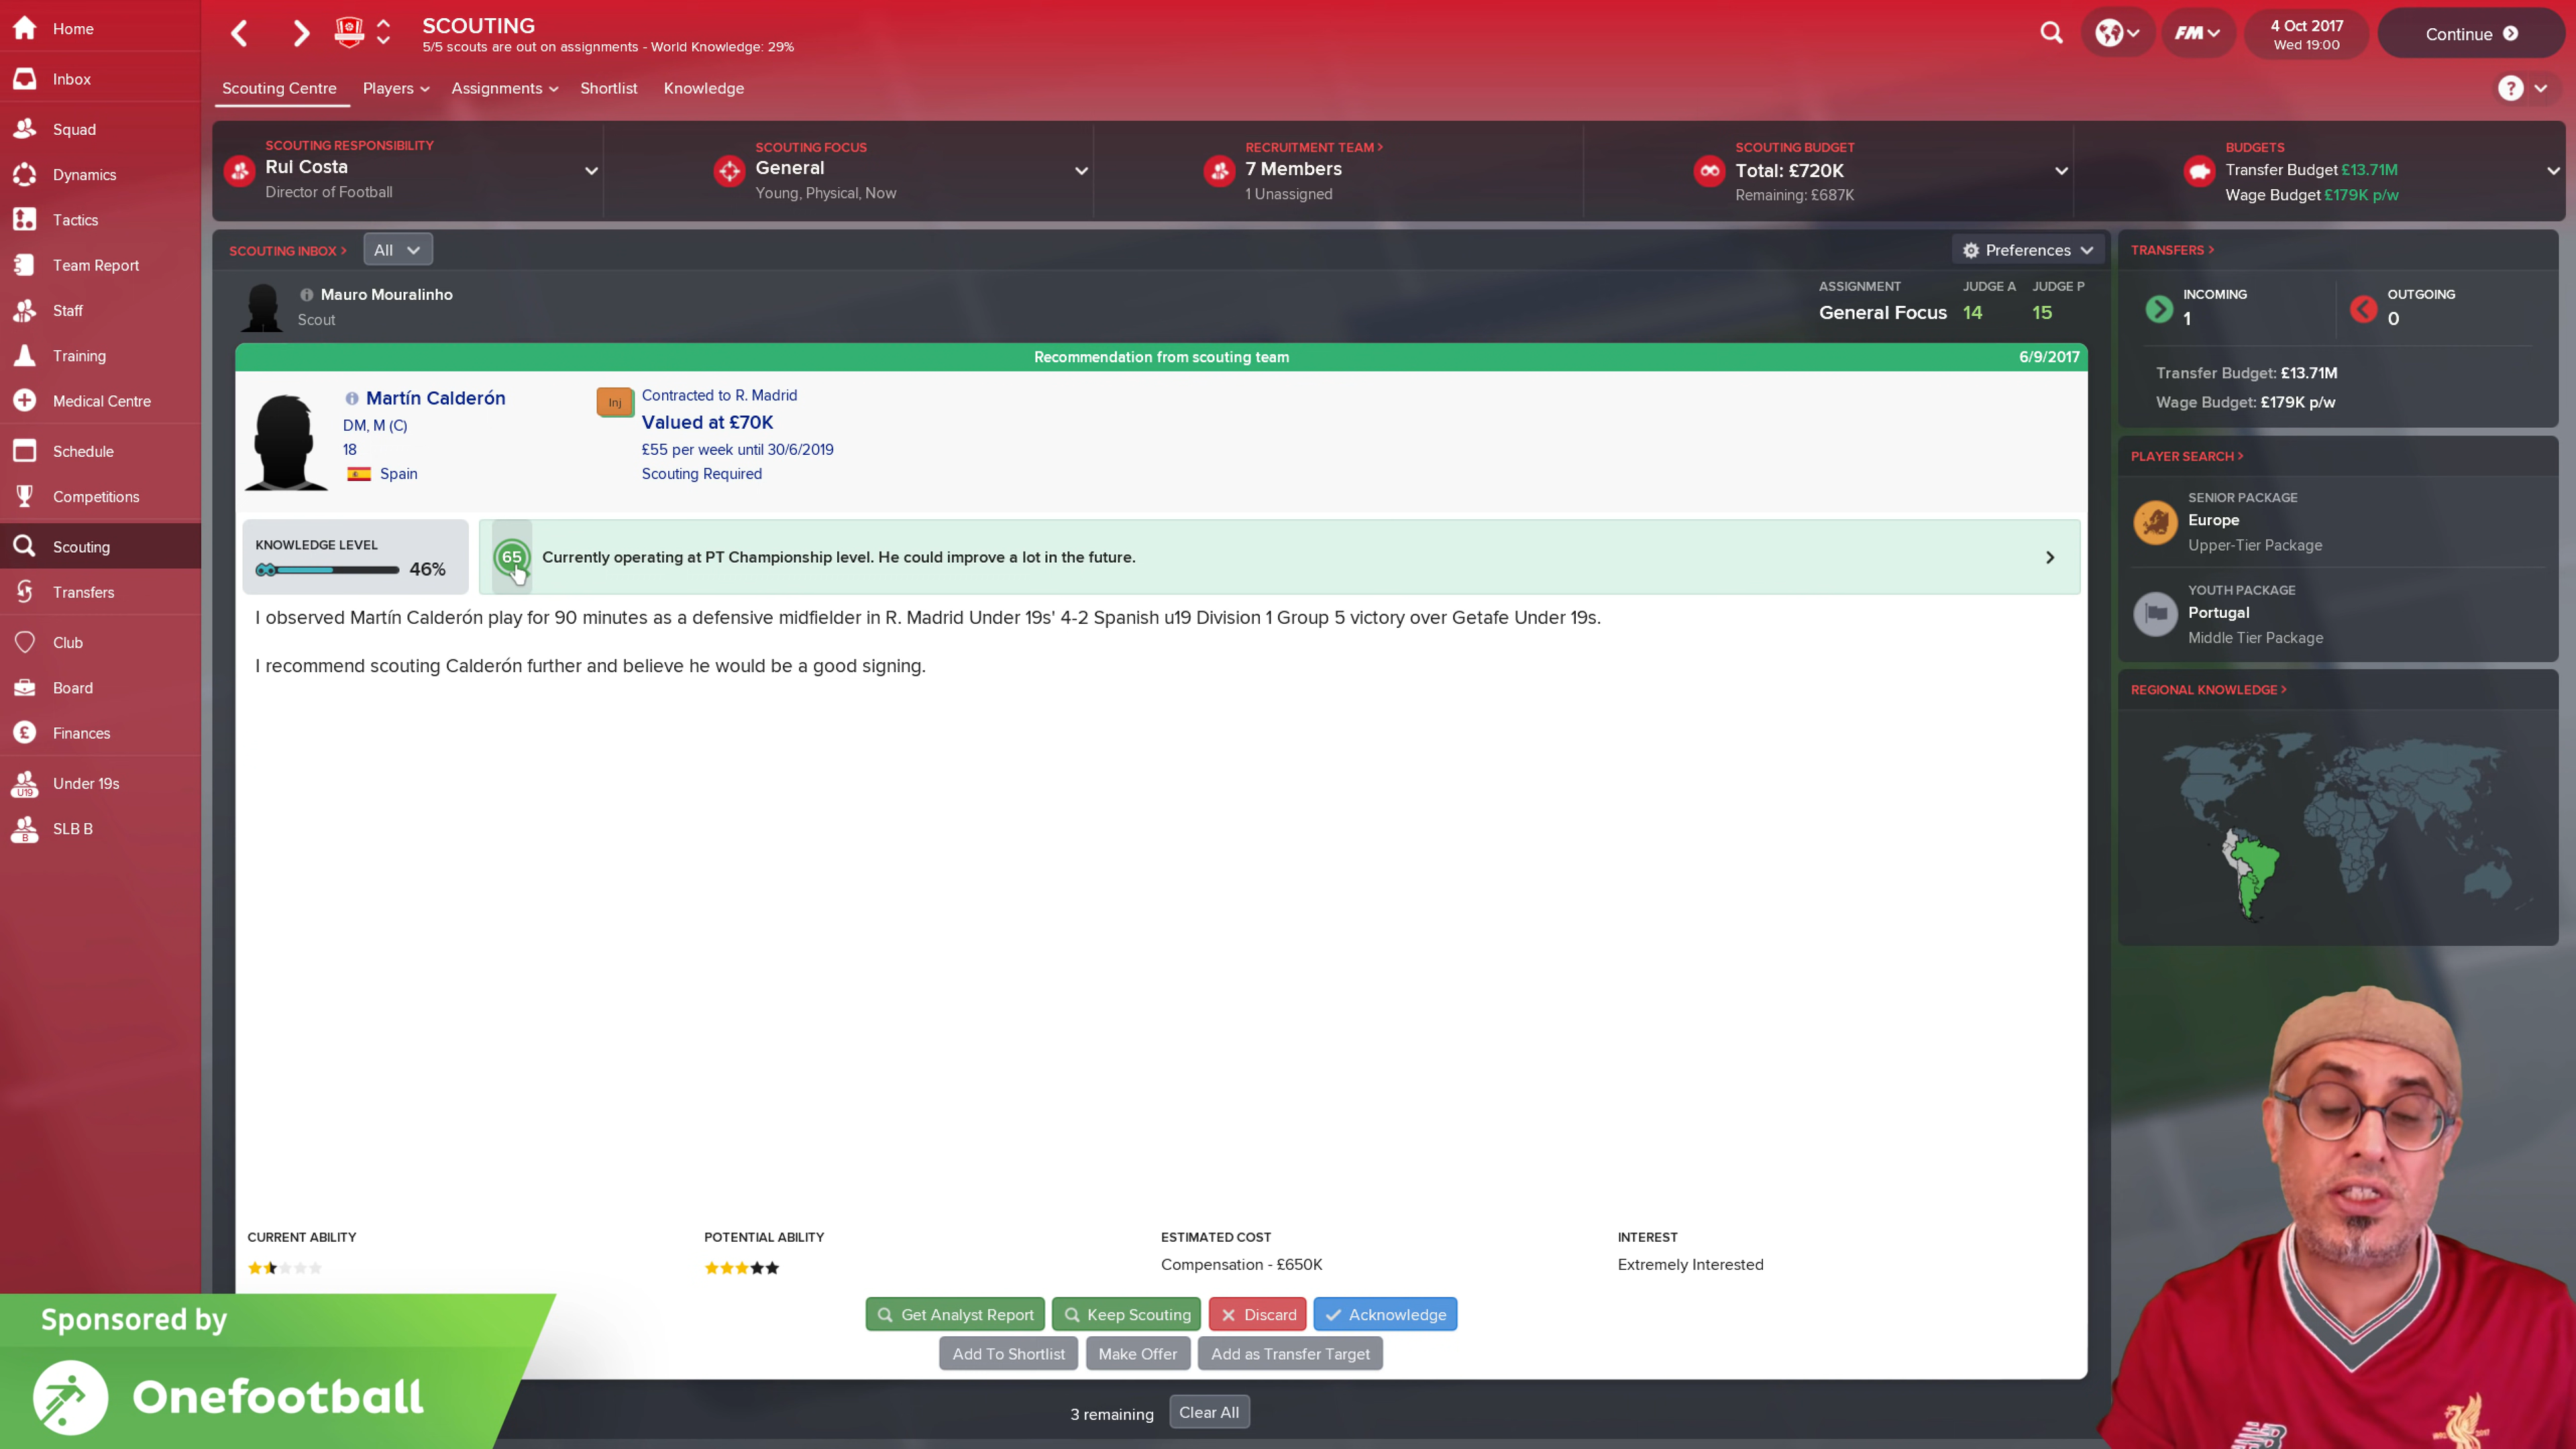 Home
Inbox
Squad
Dynamics
Tactics
Team Report
Staff
Training
Medical Centre
Schedule
Competitions
Scouting
Transfers
Club
Board
Finances
U19
Under 19s
B
SLB B
SCOUTING
5/5 scouts are out on assignments - World Knowledge: 29%
FM
4 Oct 2017
Wed 19:00
Continue
Scouting Centre
Players
Assignments
Shortlist
Knowledge
?
SCOUTING RESPONSIBILITY
Rui Costa
Director of Football
SCOUTING FOCUS
General
Young, Physical, Now
RECRUITMENT TEAM >
7 Members
1 Unassigned
SCOUTING BUDGET
Total: £720K
Remaining: £687K
BUDGETS
Transfer Budget £13.71M
Wage Budget £179K p/w
SCOUTING INBOX >
All
Preferences
Mauro Mouralinho
Scout
ASSIGNMENT
General Focus
JUDGE A
14
JUDGE P
15
Recommendation from scouting team
6/9/2017
Martín Calderón
DM, M (C)
18
Spain
Inj
Contracted to R. Madrid
Valued at £70K
£55 per week until 30/6/2019
Scouting Required
KNOWLEDGE LEVEL
46%
65
Currently operating at PT Championship level. He could improve a lot in the future.
I observed Martín Calderón play for 90 minutes as a defensive midfielder in R. Madrid Under 19s' 4-2 Spanish u19 Division 1 Group 5 victory over Getafe Under 19s.
I recommend scouting Calderón further and believe he would be a good signing.
CURRENT ABILITY
POTENTIAL ABILITY
ESTIMATED COST
Compensation - £650K
INTEREST
Extremely Interested
Get Analyst Report
Keep Scouting
Discard
Acknowledge
Add To Shortlist
Make Offer
Add as Transfer Target
3 remaining
Clear All
TRANSFERS >
INCOMING
1
OUTGOING
0
Transfer Budget: £13.71M
Wage Budget: £179K p/w
PLAYER SEARCH >
SENIOR PACKAGE
Europe
Upper-Tier Package
YOUTH PACKAGE
Portugal
Middle Tier Package
REGIONAL KNOWLEDGE >
Sponsored by
Onefootball